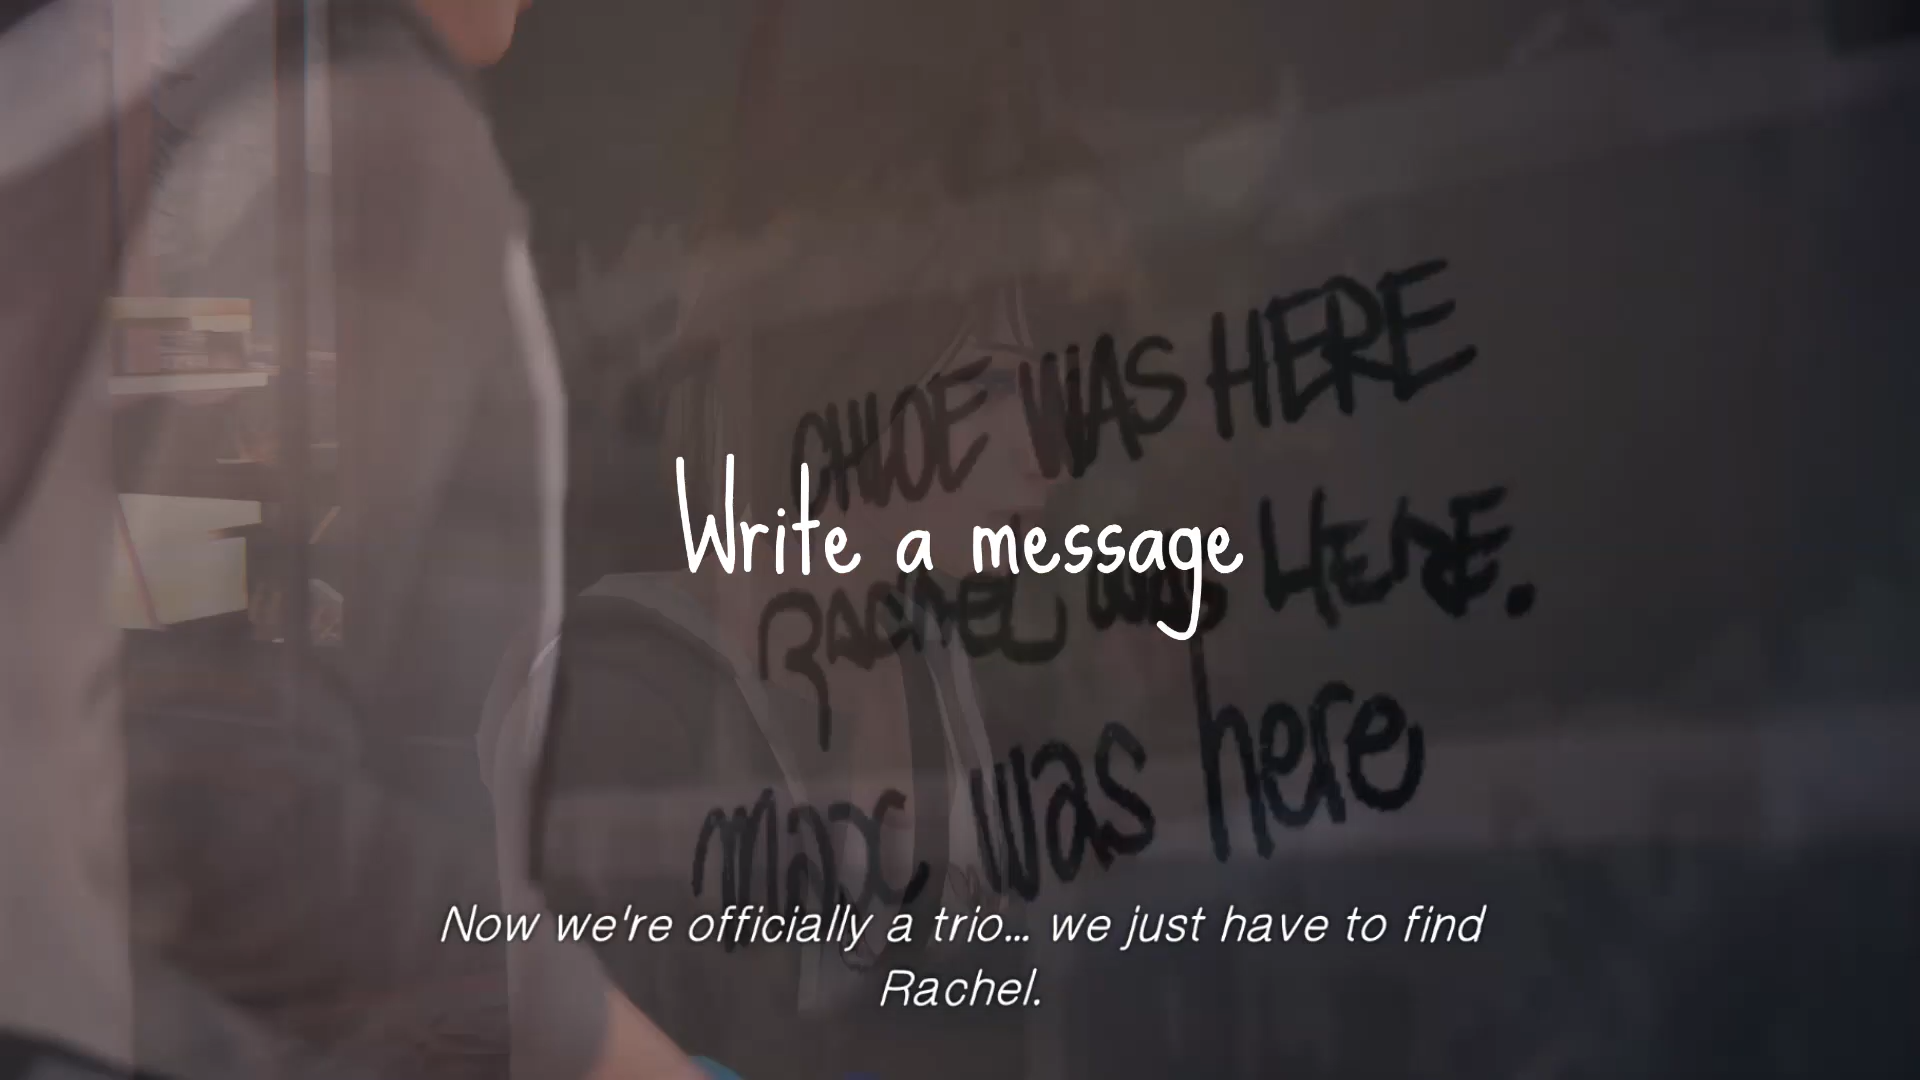 CHLOE WAS HERE
Write a message
RACHEL WAS HERE.
max was here
Now we're officially a trio... we just have to find
Rachel.